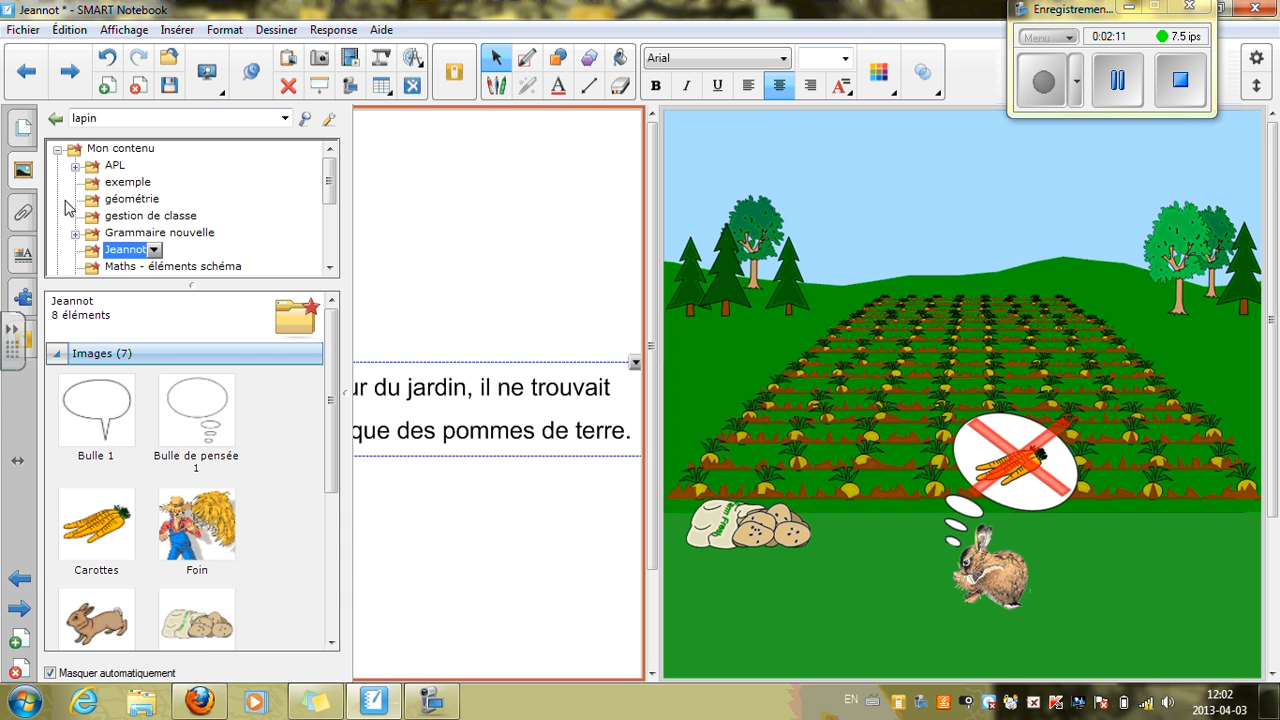 Jeannot * - SMART Notebook
Enregistremen...
Fichier Édition Affichage Insérer Format Dessiner Response Aide
Menu 0:02:11 7.5 ips
Arial
B I U A
lapin
Mon contenu
APL
exemple
géométrie
gestion de classe
Grammaire nouvelle
Jeannot
Maths - éléments schéma
Jeannot
8 éléments
Images (7)
Bulle 1
Bulle de pensée
1
Carottes
Foin
Masquer automatiquement
ur du jardin, il ne trouvait
que des pommes de terre.
EN
12:02
2013-04-03